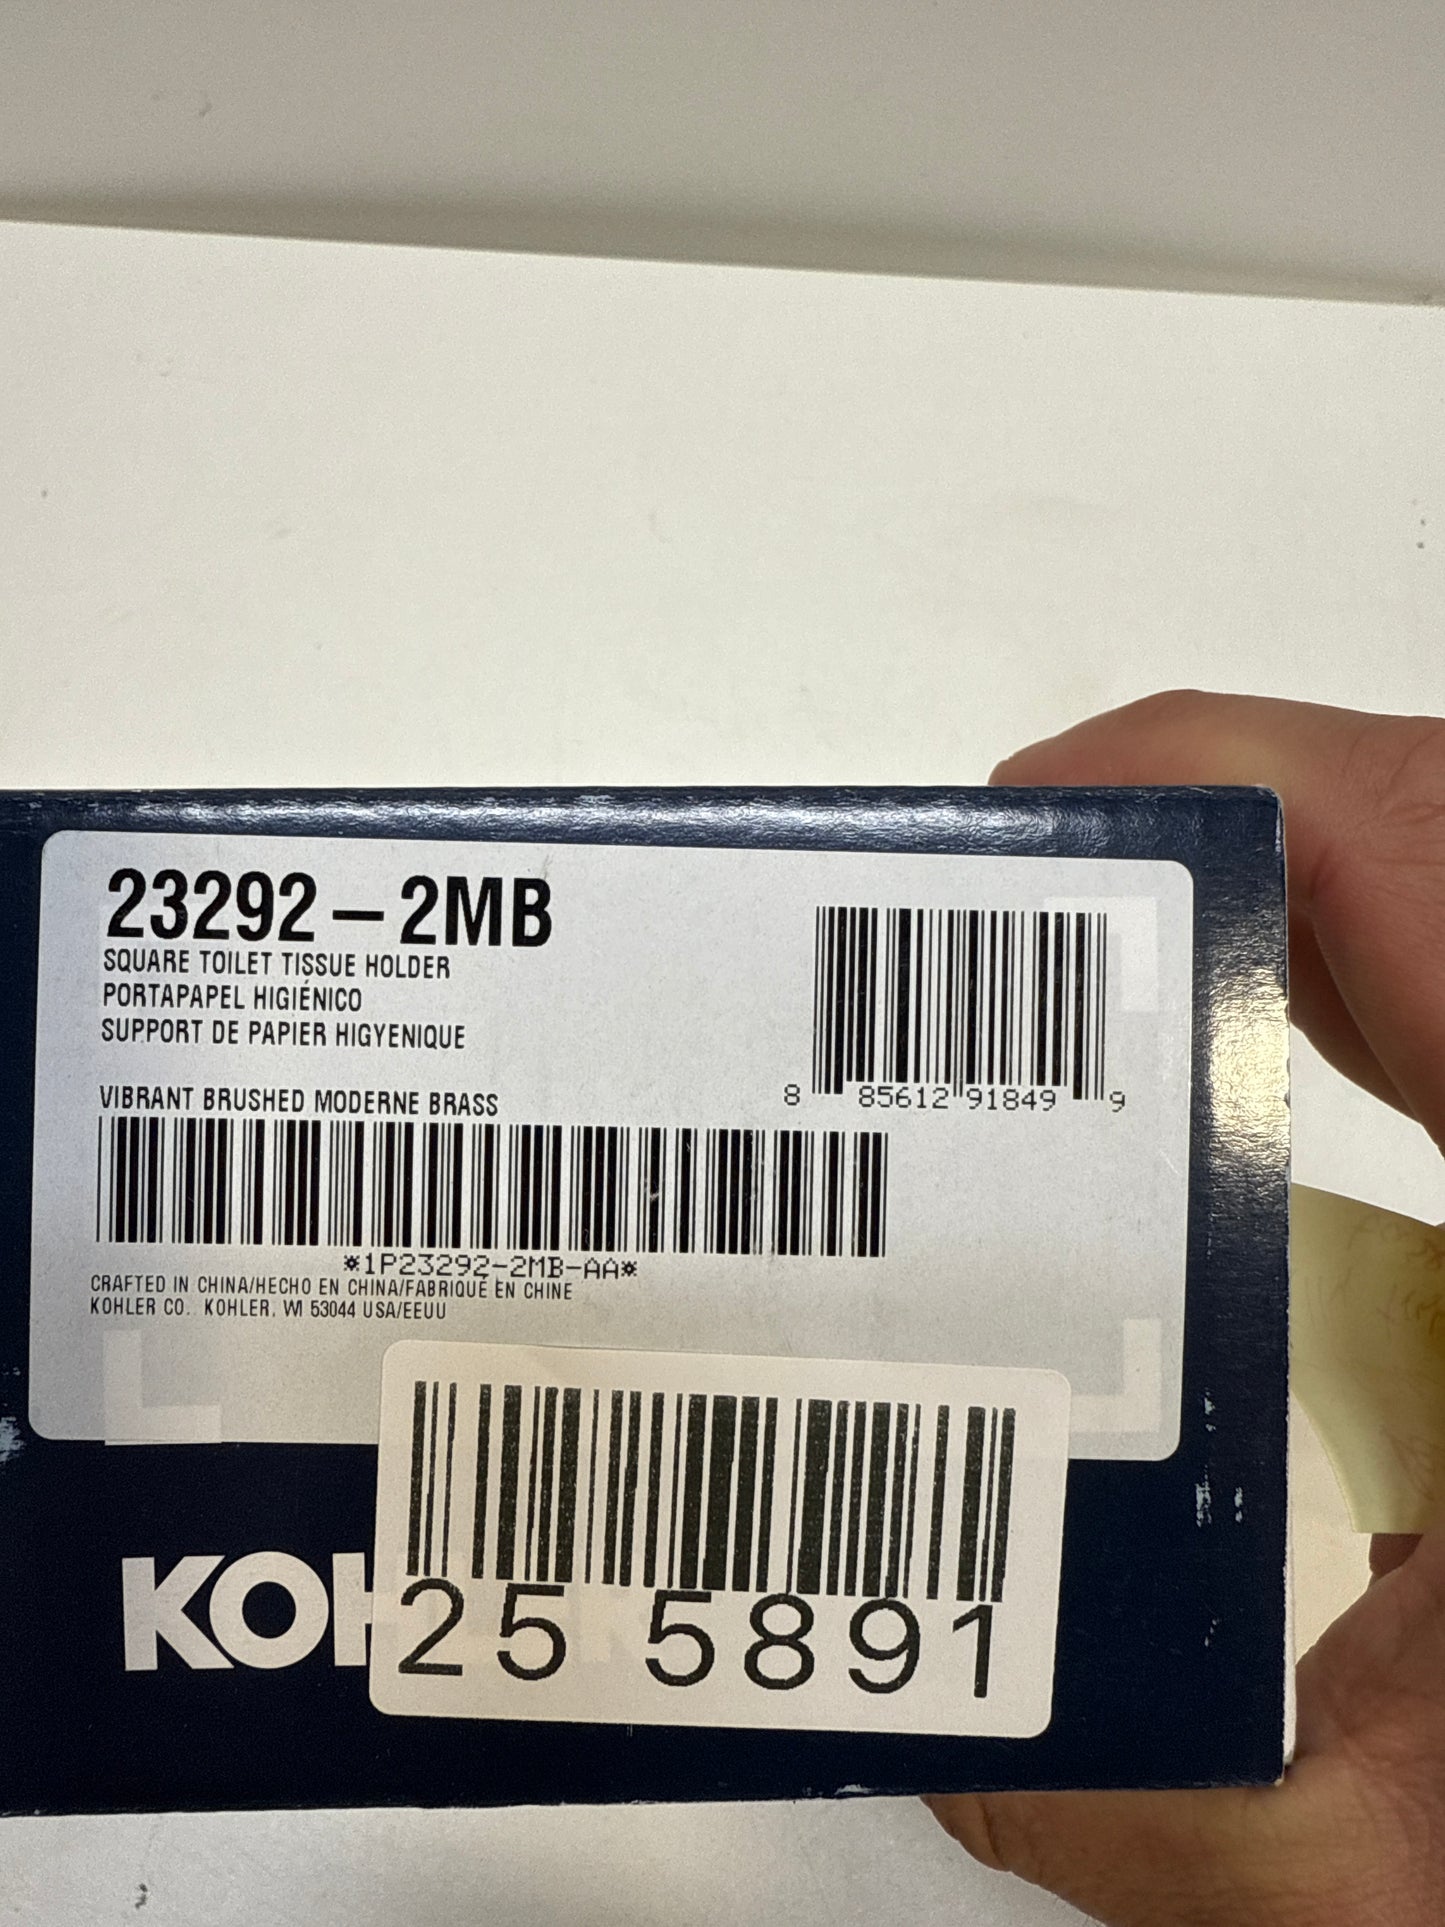 23292-2MB
SQUARE TOILET TISSUE HOLDER
PORTAPAPEL HIGIÉNICO
SUPPORT DE PAPIER HIGYENIQUE
VIBRANT BRUSHED MODERNE BRASS
8 85612 91849 9
*1P23292-2MB-AA*
CRAFTED IN CHINA/HECHO EN CHINA/FABRIQUÉ EN CHINE
KOHLER CO. KOHLER, WI 53044 USA/EEUU
KOH
25 5891